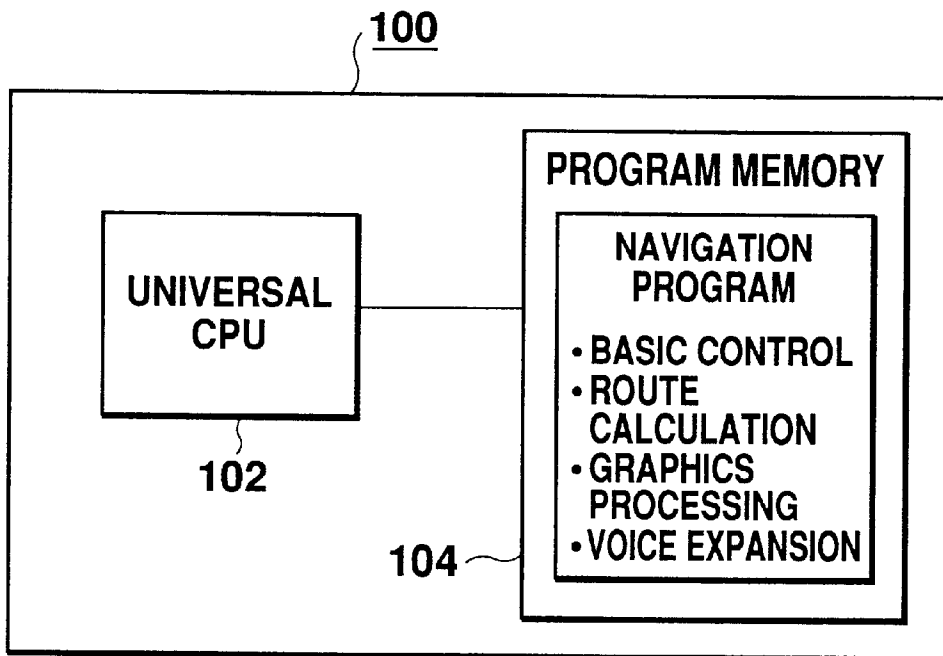 100
PROGRAM MEMORY
NAVIGATION
PROGRAM
• BASIC CONTROL
• ROUTE
CALCULATION
• GRAPHICS
PROCESSING
• VOICE EXPANSION
UNIVERSAL
CPU
102
104